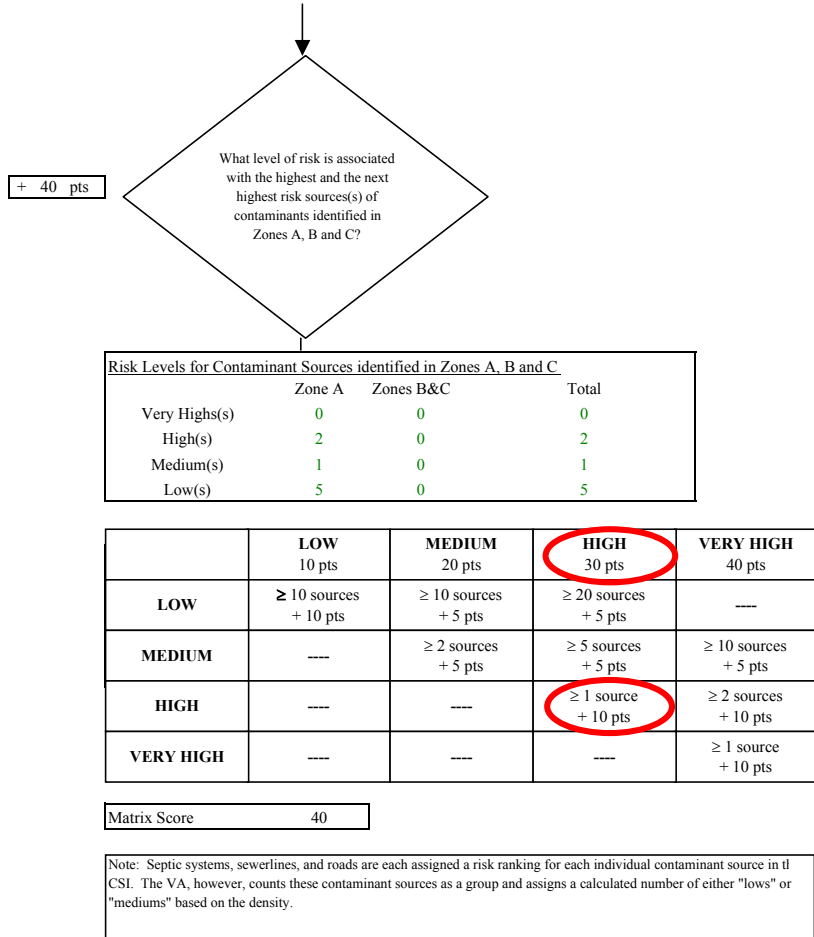 What level of risk is associated
with the highest and the next
+ 40 pts
highest risk sources(s) of
contaminants identified in
Zones A, B and C?
Risk Levels for Contaminant Sources identified in Zones A, B and C
Zone A Zones B&C Total
Very Highs(s) 0 0 0
High(s) 2 0 2
Medium(s) 1 0 1
Low(s) 5 0 5
LOW MEDIUM HIGH VERY HIGH
10 pts 20 pts 30 pts 40 pts
LOW ≥ 10 sources + 10 pts ≥ 10 sources + 5 pts ≥ 20 sources + 5 pts ----
MEDIUM ---- ≥ 2 sources + 5 pts ≥ 5 sources + 5 pts ≥ 10 sources + 5 pts
HIGH ---- ---- ≥ 1 source + 10 pts ≥ 2 sources + 10 pts
VERY HIGH ---- ---- ---- ≥ 1 source + 10 pts
Matrix Score 40
Note: Septic systems, sewerlines, and roads are each assigned a risk ranking for each individual contaminant source in
CSI. The VA, however, counts these contaminant sources as a group and assigns a calculated number of either "lows" or
"mediums" based on the density.